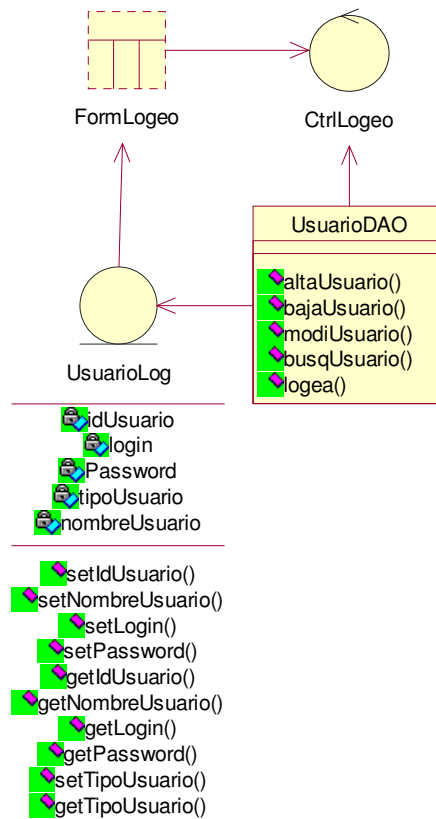 FormLogeo
CtrlLogeo
UsuarioDAO
altaUsuario()
bajaUsuario()
modiUsuario()
busqUsuario()
logea()
UsuarioLog
idUsuario
login
Password
tipoUsuario
nombreUsuario
setIdUsuario()
setNombreUsuario()
setLogin()
setPassword()
getIdUsuario()
getNombreUsuario()
getLogin()
getPassword()
setTipoUsuario()
getTipoUsuario()